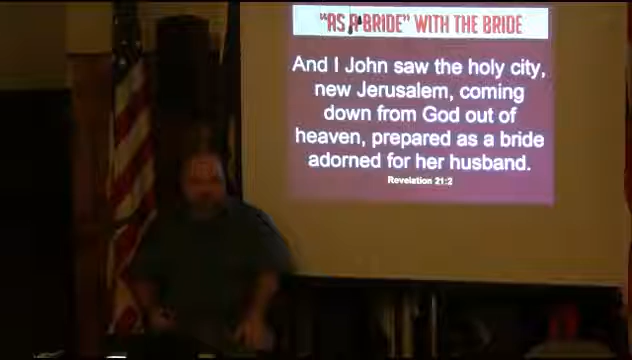 "AS A BRIDE" WITH THE BRIDE
And I John saw the holy city,
new Jerusalem, coming
down from God out of
heaven, prepared as a bride
adorned for her husband.
Revelation 21:2